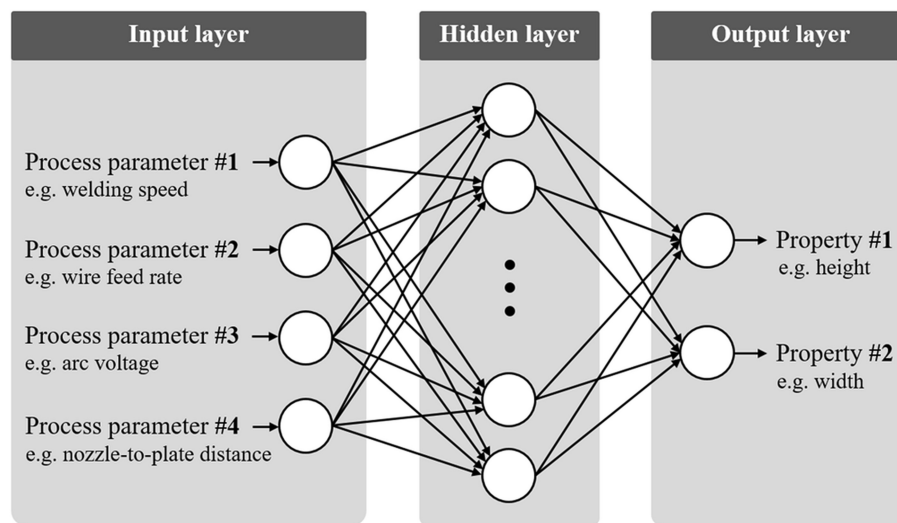 Input layer
Hidden layer
Output layer
Process parameter #1
e.g. welding speed
Process parameter #2
e.g. wire feed rate
Process parameter #3
e.g. arc voltage
Process parameter #4
e.g. nozzle-to-plate distance
Property #1
e.g. height
Property #2
e.g. width